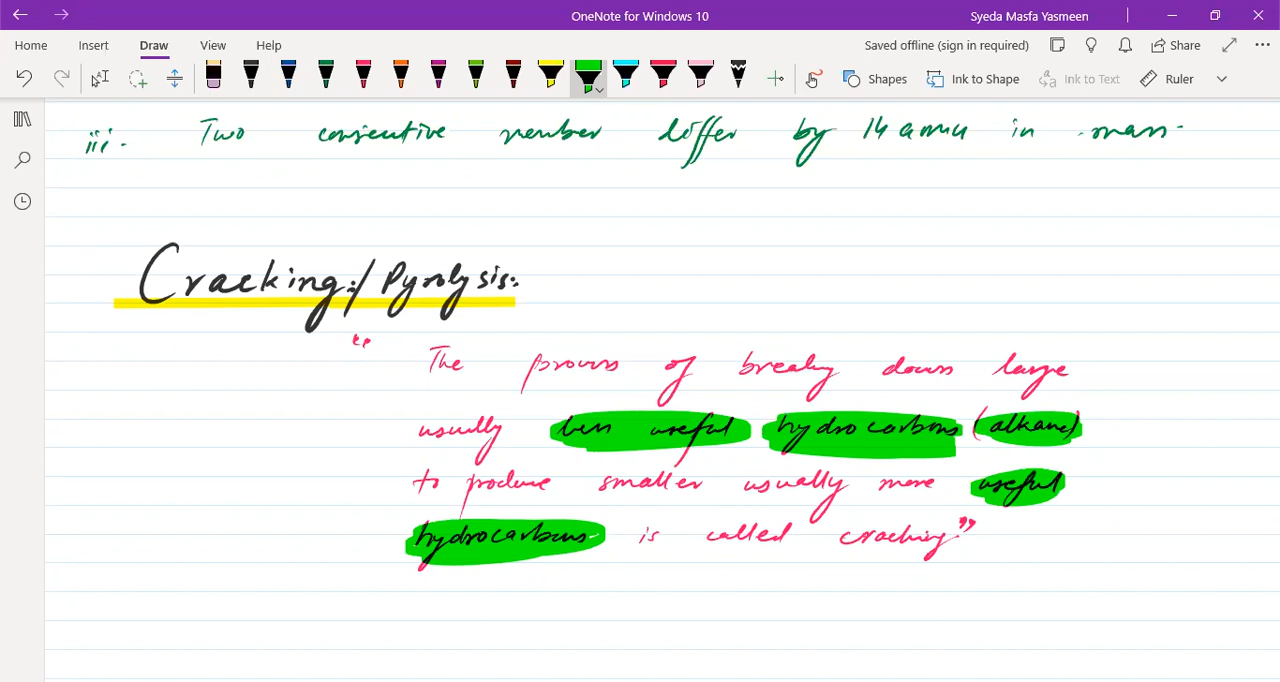 OneNote for Windows 10
Syeda Masfa Yasmeen
Home Insert Draw View Help
Saved offline (sign in required)
Share
Shapes
Ink to Shape
Ink to Text
Ruler
iii. Two consecutive member differ by 14 amu in mass.
Cracking:/Pyrolysis:
" The process of breaking down large
usually less useful hydrocarbons (alkane)
to produce smaller usually more useful
hydrocarbons is called cracking."